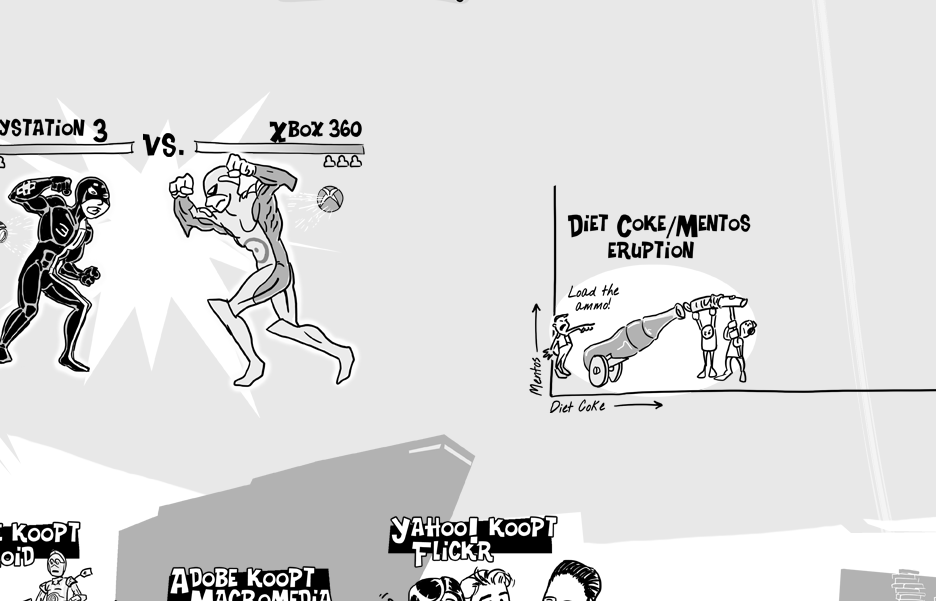 YSTATION 3
VS.
XBOX 360
DIET COKE/MENTOS
ERUPTION
Load the
ammo!
Mentos
Diet Coke
KOOPT
OID
ADOBE KOOPT
MACROMEDIA
YAHOO! KOOPT
FLICKR